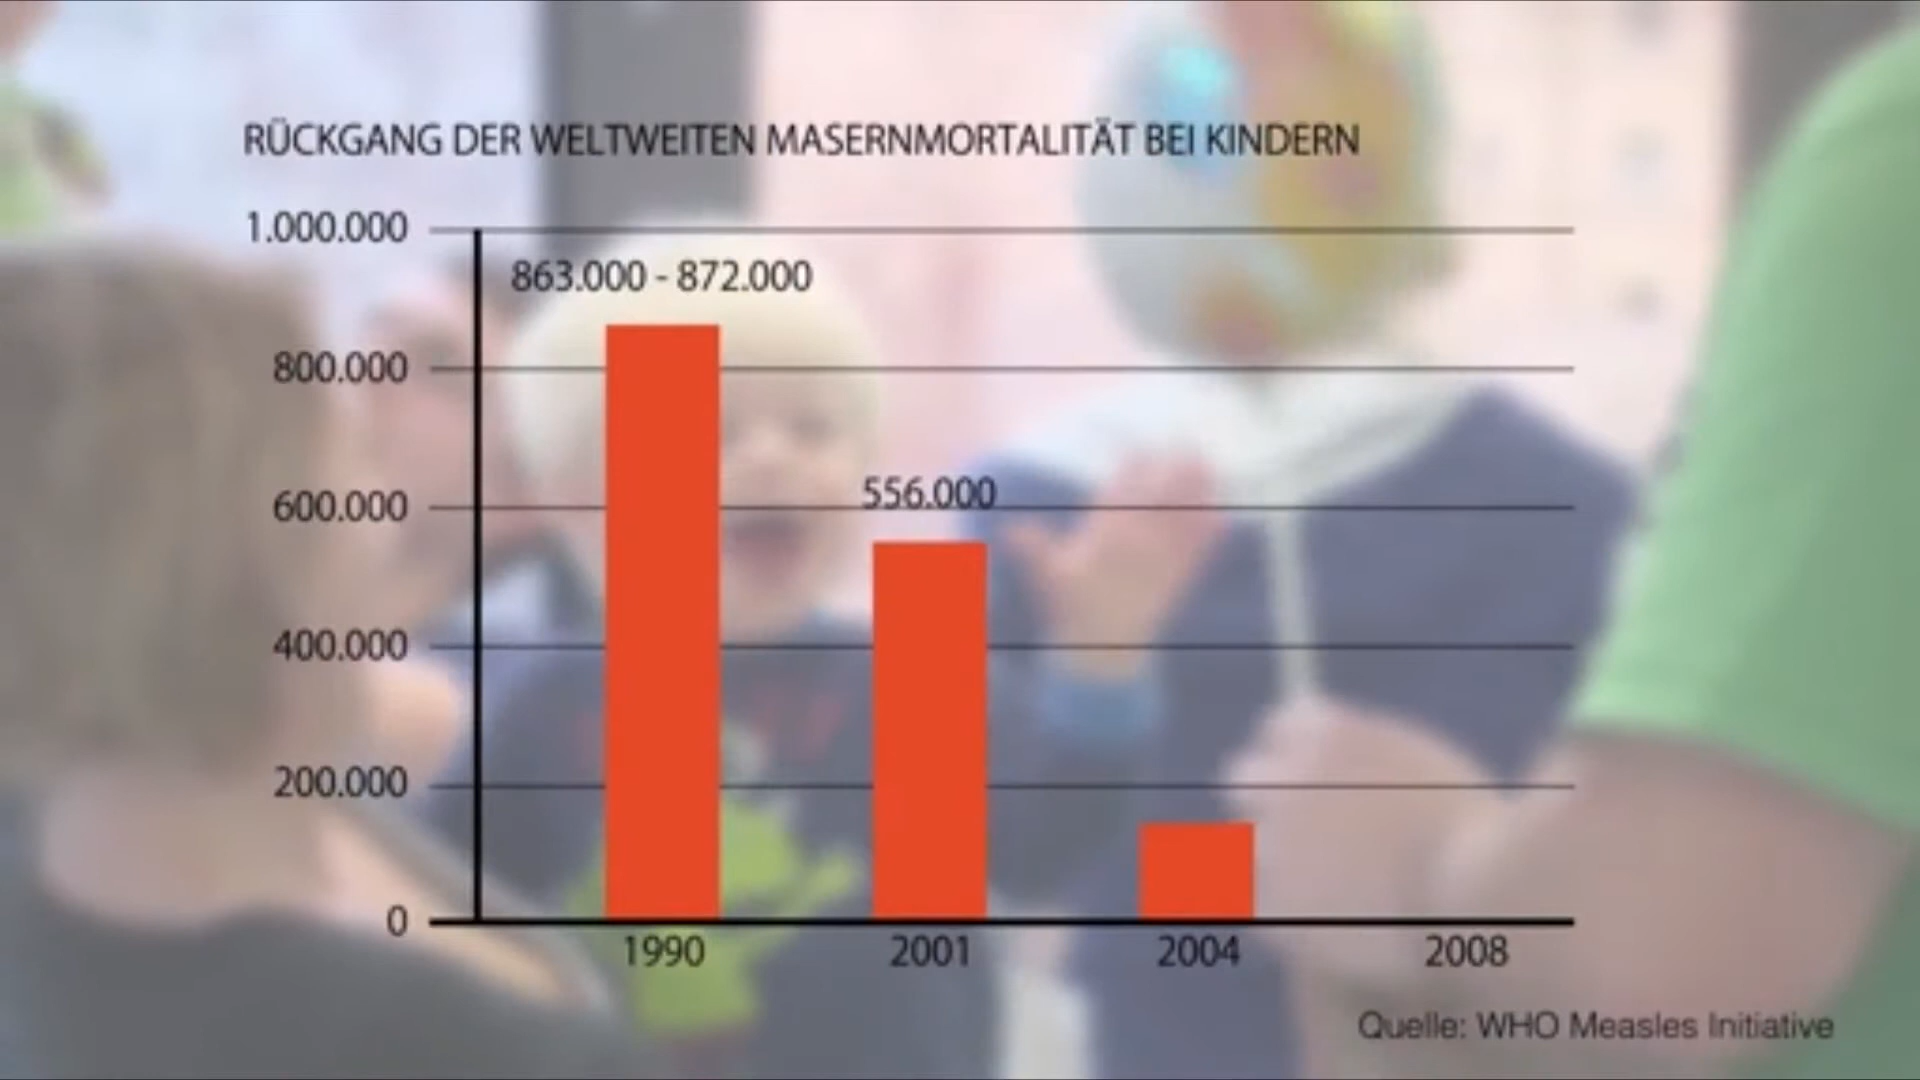 RÜCKGANG DER WELTWEITEN MASERNMORTALITÄT BEI KINDERN
1.000.000
863.000 - 872.000
800.000
556.000
600.000
400.000
200.000
0
1990 2001 2004 2008
Quelle: WHO Measles Initiative